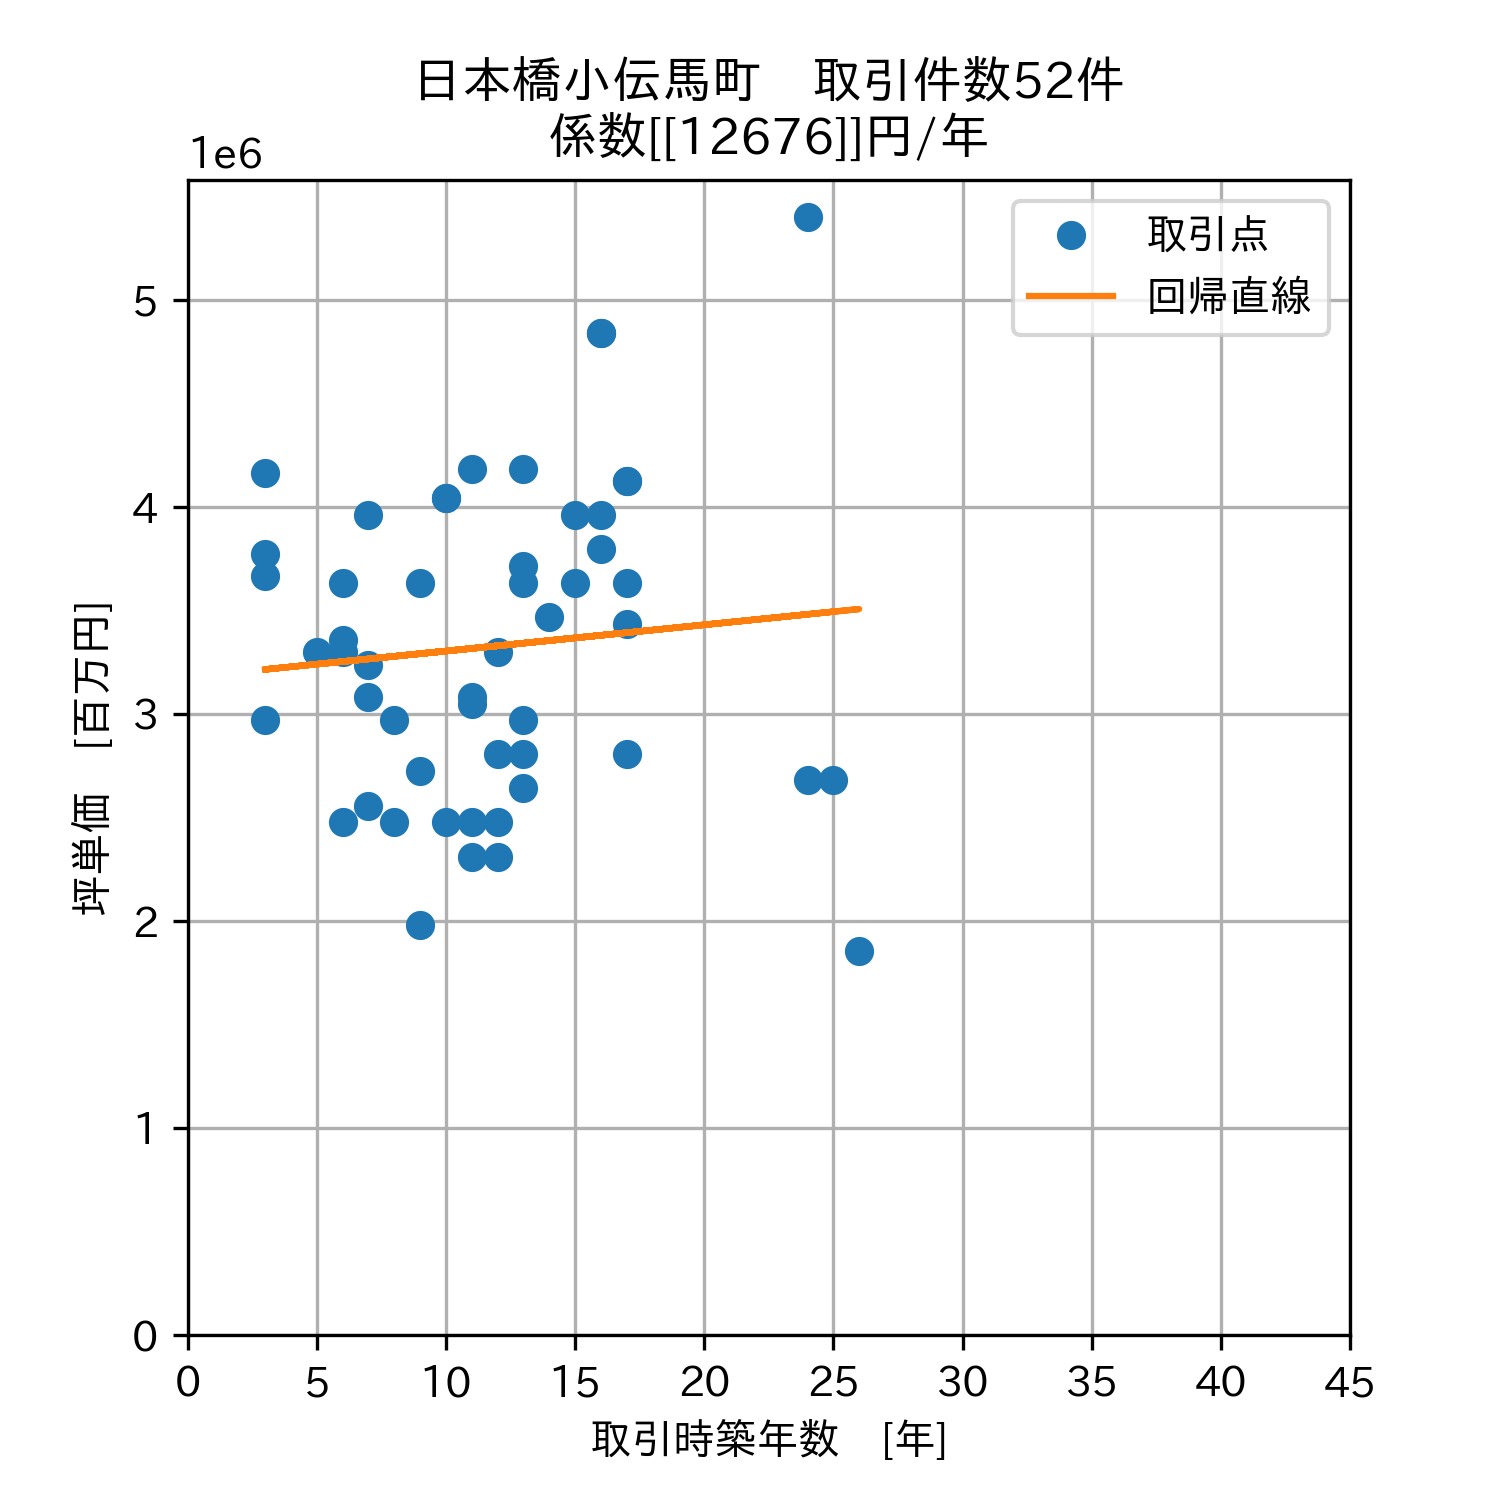 日本橋小伝馬町　取引件数52件
係数[[12676]]円/年
1e6
取引点
回帰直線
5
4
3
2
1
0
坪単価　[百万円]
0 5 10 15 20 25 30 35 40 45
取引時築年数　[年]